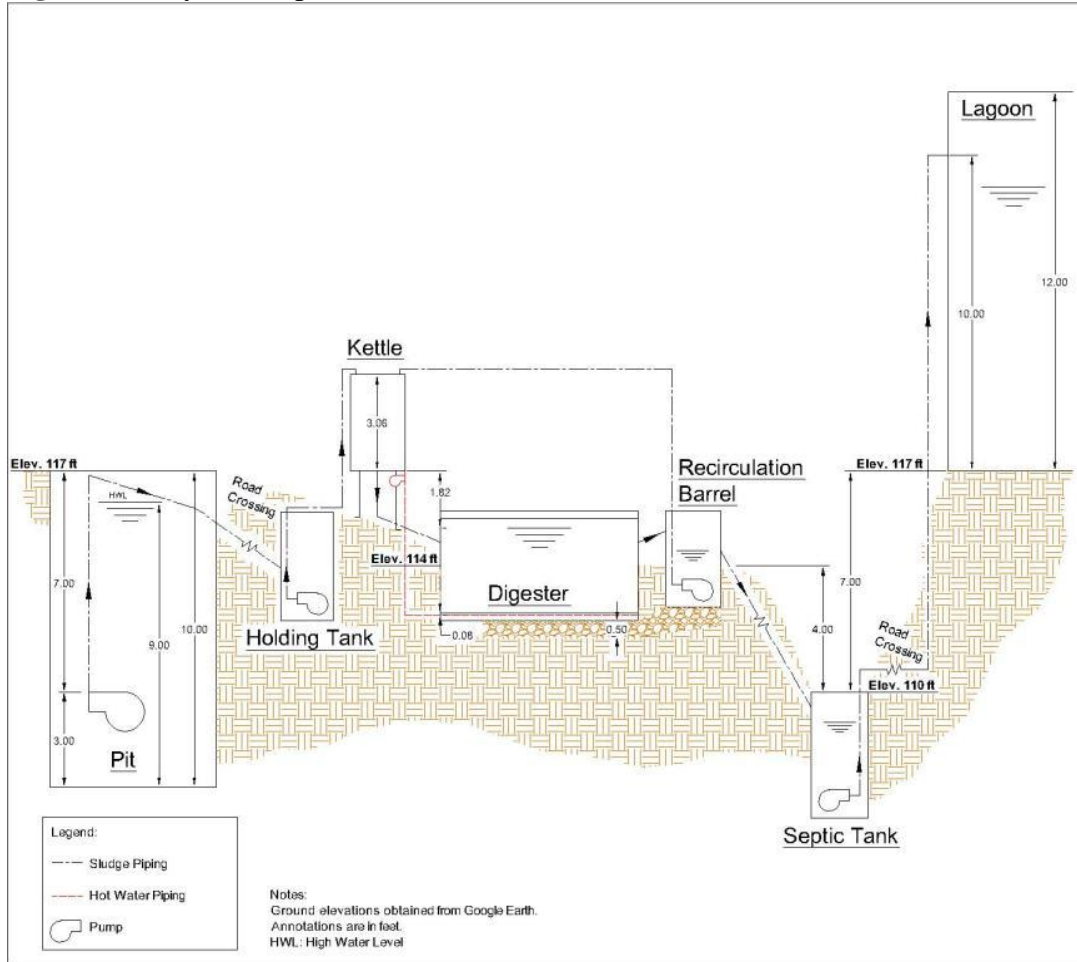 Lagoon
12.00
10.00
Kettle
3.06
Elev. 117 ft
HWL
Road
Crossing
1.82
Recirculation
Barrel
Elev. 117 ft
Elev. 114 ft
Digester
7.00
9.00
10.00
Holding Tank
0.08
0.50
4.00
7.00
Road
Crossing
Elev. 110 ft
3.00
Pit
Septic Tank
Legend:
Sludge Piping
Hot Water Piping
Pump
Notes:
Ground elevations obtained from Google Earth.
Annotations are in feet.
HWL: High Water Level